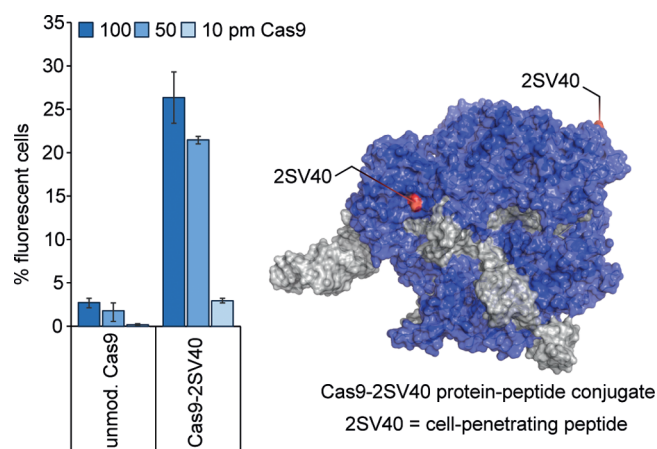 35
30
25
20
15
10
5
0
% fluorescent cells
100 50 10 pm Cas9
unmod. Cas9
Cas9-2SV40
2SV40
2SV40
Cas9-2SV40 protein-peptide conjugate
2SV40 = cell-penetrating peptide